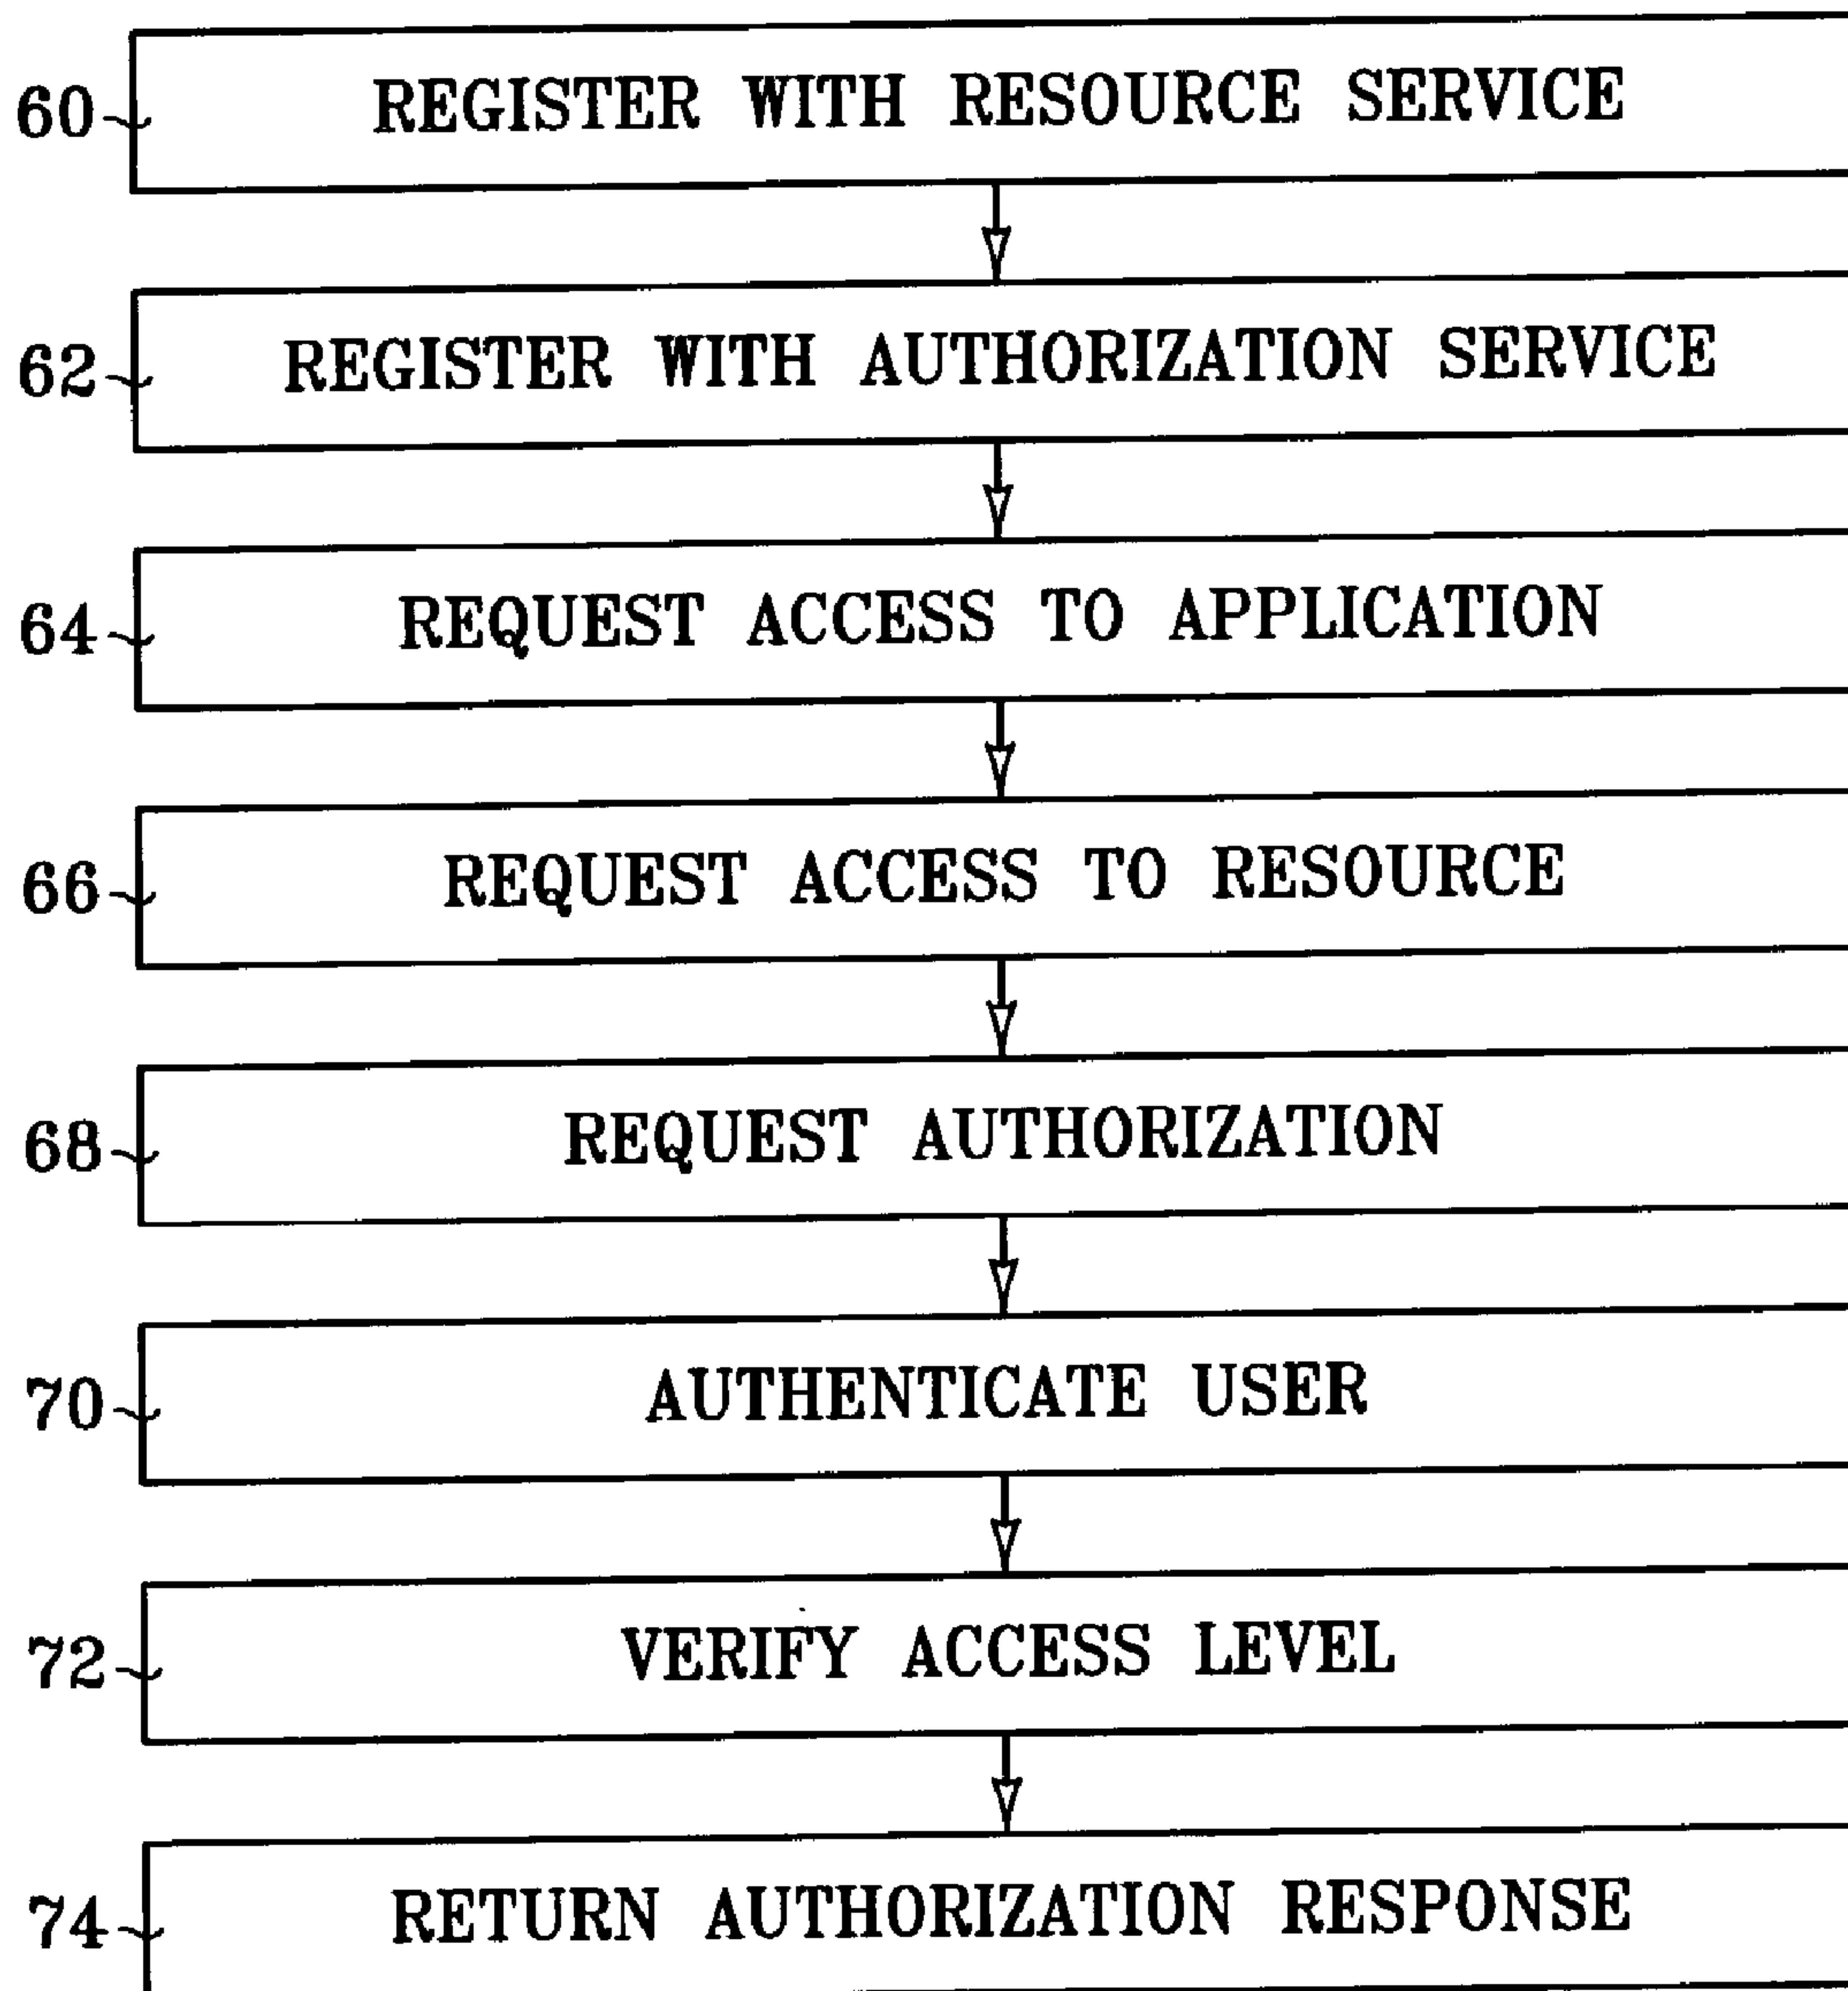 60 REGISTER WITH RESOURCE SERVICE
62 REGISTER WITH AUTHORIZATION SERVICE
64 REQUEST ACCESS TO APPLICATION
66 REQUEST ACCESS TO RESOURCE
68 REQUEST AUTHORIZATION
70 AUTHENTICATE USER
72 VERIFY ACCESS LEVEL
74 RETURN AUTHORIZATION RESPONSE